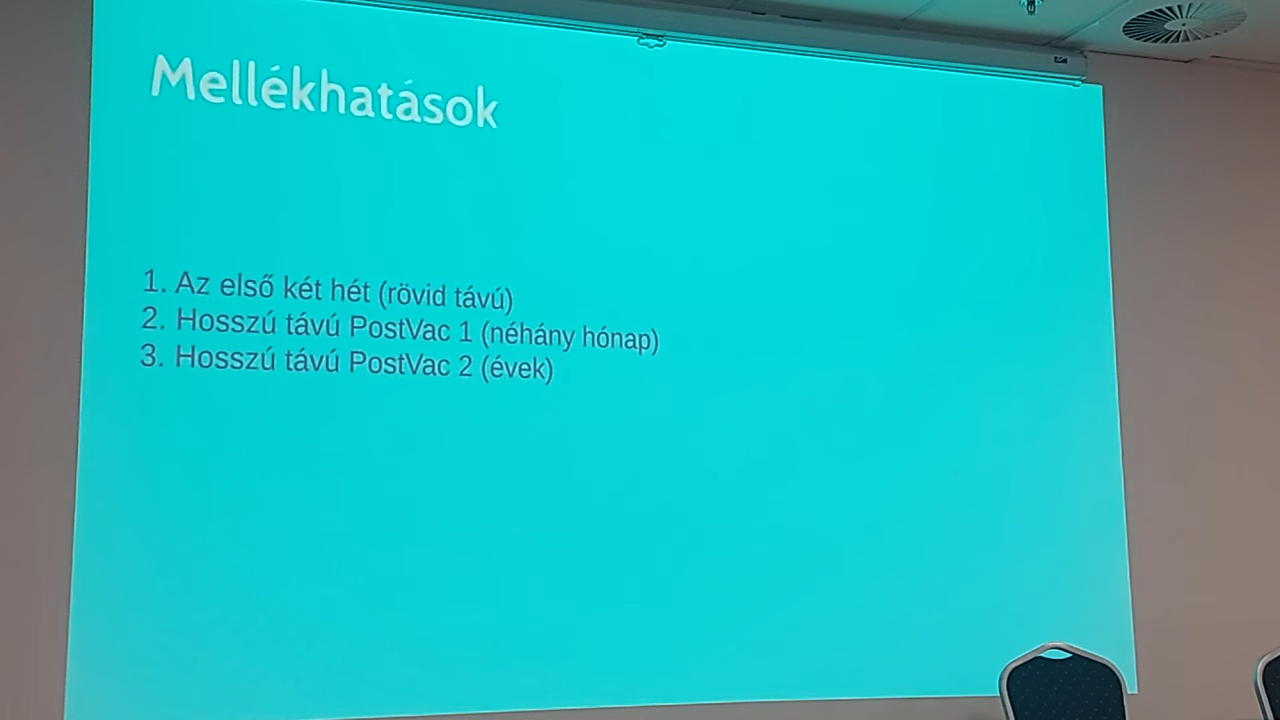 Mellékhatások
1. Az első két hét (rövid távú)
2. Hosszú távú PostVac 1 (néhány hónap)
3. Hosszú távú PostVac 2 (évek)